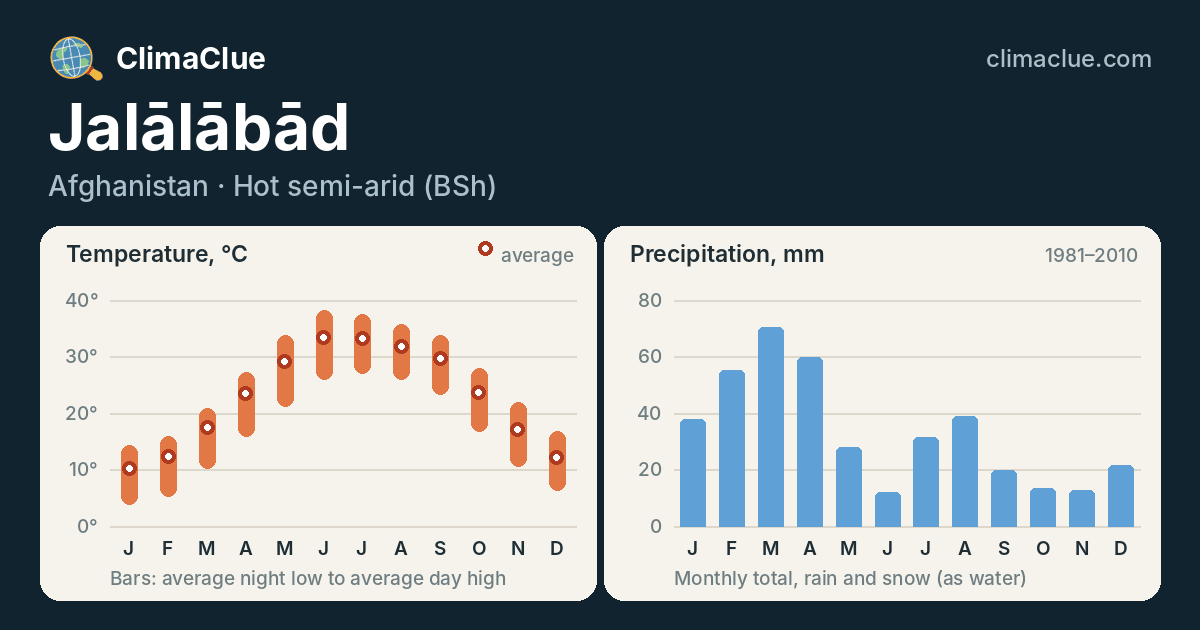 ClimaClue
climaclue.com
Jalālābād
Afghanistan · Hot semi-arid (BSh)
Temperature, °C
average
40°
30°
20°
10°
0°
J F M A M J J A S O N D
Bars: average night low to average day high
Precipitation, mm
1981–2010
80
60
40
20
0
J F M A M J J A S O N D
Monthly total, rain and snow (as water)